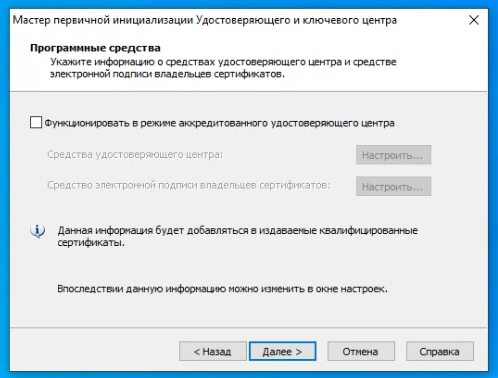 Мастер первичной инициализации Удостоверяющего и ключевого центра
Программные средства
Укажите информацию о средствах удостоверяющего центра и средстве
электронной подписи владельцев сертификатов.
Функционировать в режиме аккредитованного удостоверяющего центра
Средства удостоверяющего центра:
Настроить...
Средство электронной подписи владельцев сертификатов:
Настроить...
Данная информация будет добавляться в издаваемые квалифицированные
сертификаты.
Впоследствии данную информацию можно изменить в окне настроек.
< Назад
Далее >
Отмена
Справка